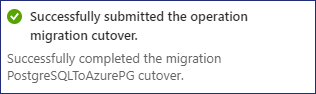 Successfully submitted the operation
migration cutover.
Successfully completed the migration
PostgreSQLToAzurePG cutover.